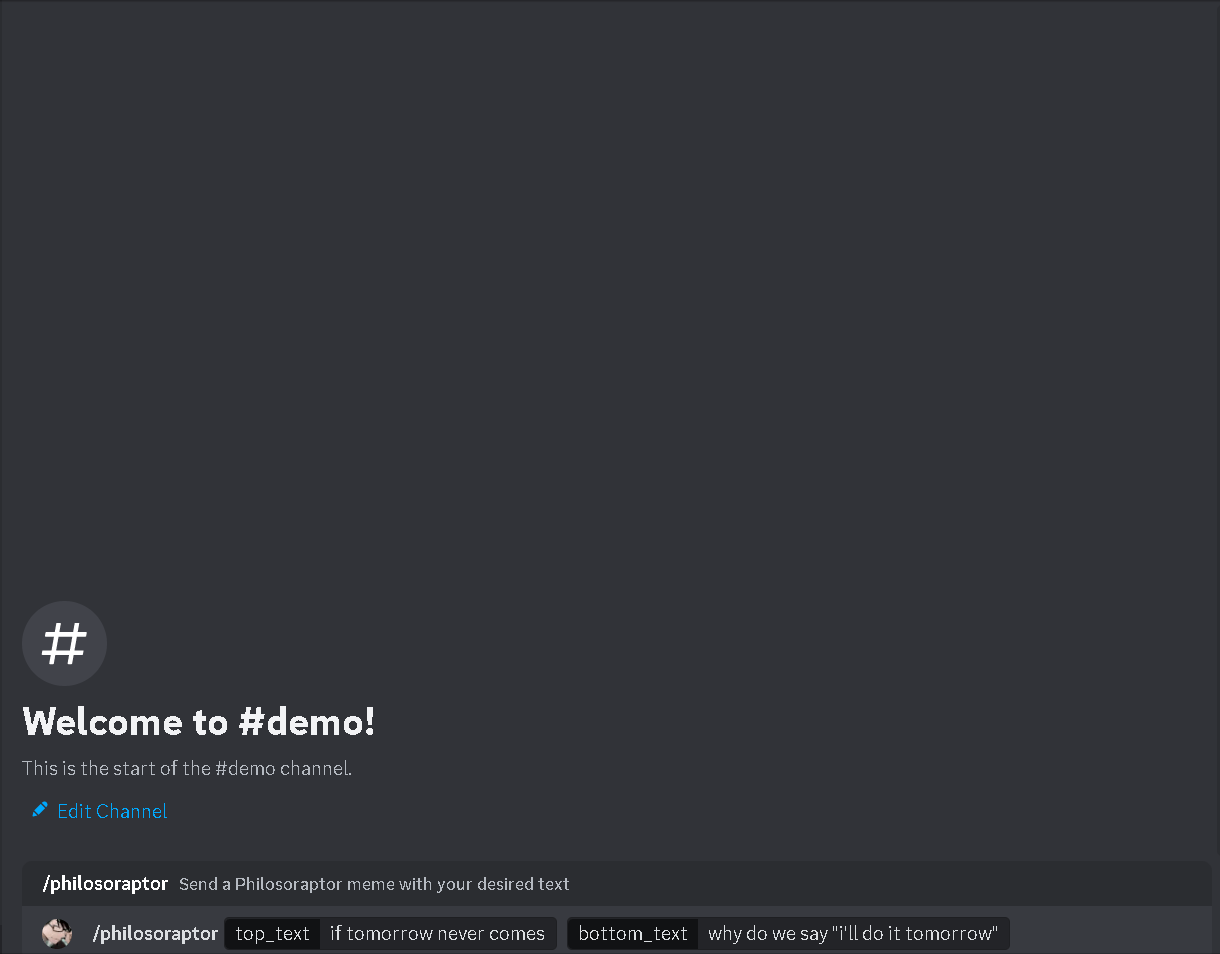 #
Welcome to #demo!
This is the start of the #demo channel.
Edit Channel
/philosoraptor Send a Philosoraptor meme with your desired text
/philosoraptor top_text if tomorrow never comes bottom_text why do we say "i'll do it tomorrow"